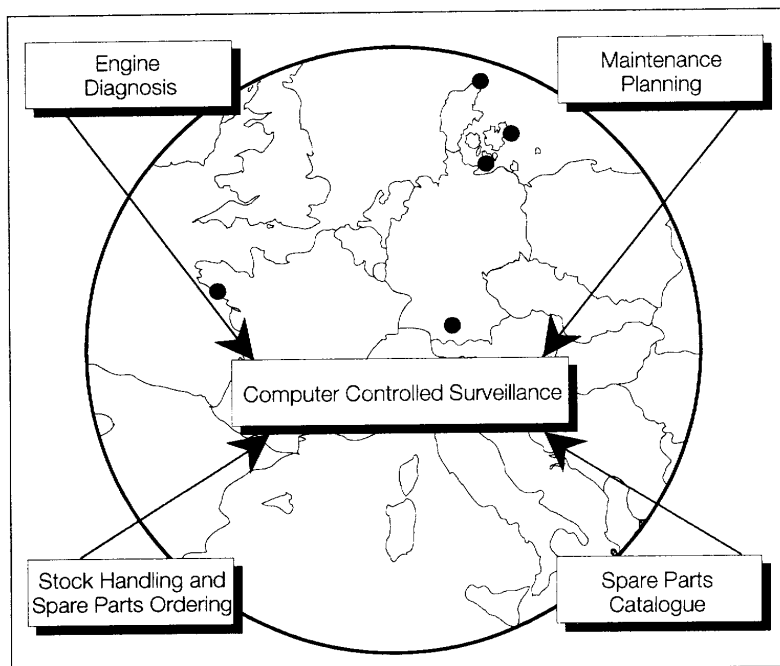 Engine
Diagnosis
Maintenance
Planning
Computer Controlled Surveillance
Stock Handling and
Spare Parts Ordering
Spare Parts
Catalogue